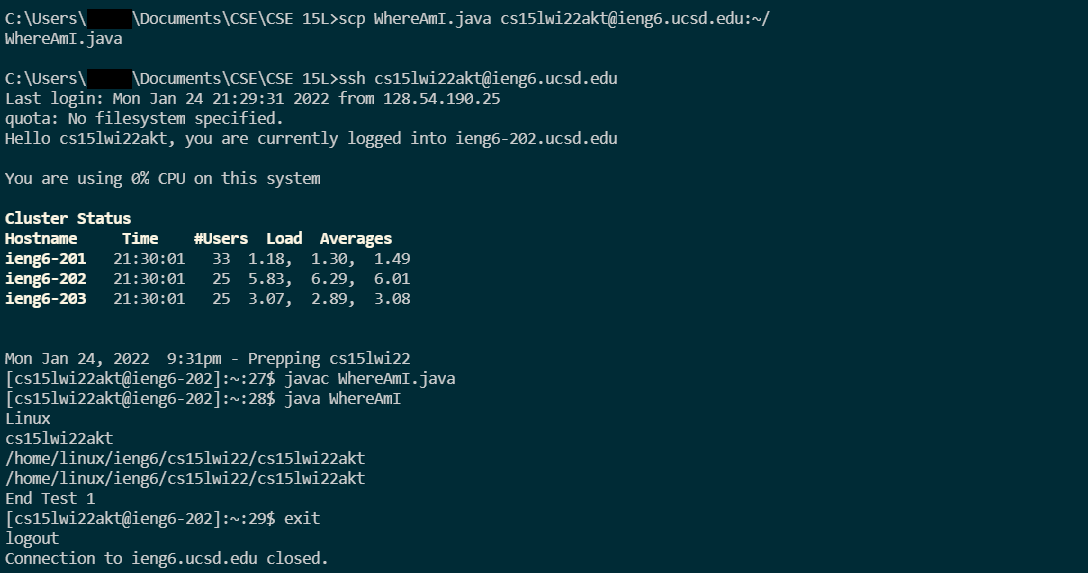 C:\Users\ \Documents\CSE\CSE 15L>scp WhereAmI.java cs15lwi22akt@ieng6.ucsd.edu:~/
WhereAmI.java
C:\Users\ \Documents\CSE\CSE 15L>ssh cs15lwi22akt@ieng6.ucsd.edu
Last login: Mon Jan 24 21:29:31 2022 from 128.54.190.25
quota: No filesystem specified.
Hello cs15lwi22akt, you are currently logged into ieng6-202.ucsd.edu
You are using 0% CPU on this system
Cluster Status
Hostname     Time    #Users  Load  Averages
ieng6-201   21:30:01   33  1.18,  1.30,  1.49
ieng6-202   21:30:01   25  5.83,  6.29,  6.01
ieng6-203   21:30:01   25  3.07,  2.89,  3.08
Mon Jan 24, 2022  9:31pm - Prepping cs15lwi22
[cs15lwi22akt@ieng6-202]:~:27$ javac WhereAmI.java
[cs15lwi22akt@ieng6-202]:~:28$ java WhereAmI
Linux
cs15lwi22akt
/home/linux/ieng6/cs15lwi22/cs15lwi22akt
/home/linux/ieng6/cs15lwi22/cs15lwi22akt
End Test 1
[cs15lwi22akt@ieng6-202]:~:29$ exit
logout
Connection to ieng6.ucsd.edu closed.